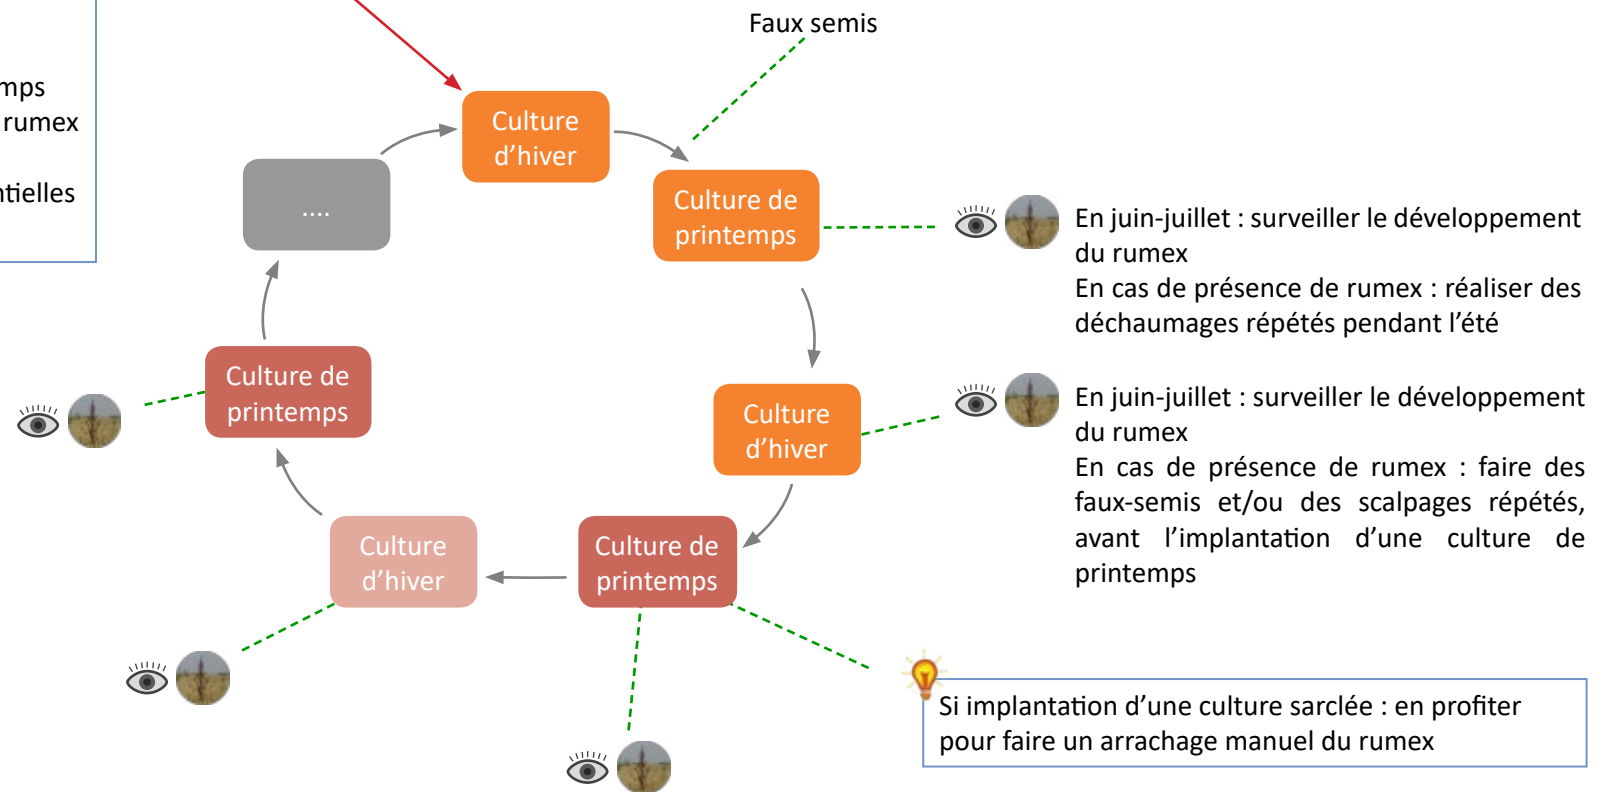 Faux semis
rumex
Culture
d’hiver
....
Culture de
printemps
En juin-juillet : surveiller le développement
du rumex
En cas de présence de rumex : réaliser des
déchaumages répétés pendant l’été
Culture de
printemps
Culture
d’hiver
En juin-juillet : surveiller le développement
du rumex
En cas de présence de rumex : faire des
faux-semis et/ou des scalpages répétés,
avant l’implantation d’une culture de
printemps
Culture
d’hiver
Culture de
printemps
Si implantation d’une culture sarclée : en profiter
pour faire un arrachage manuel du rumex